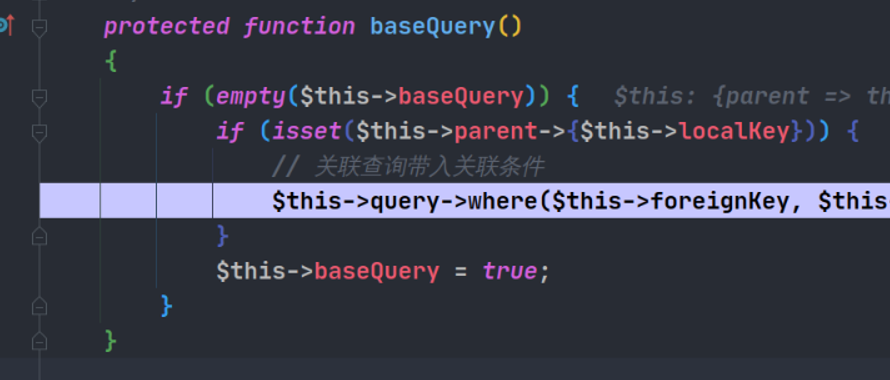 protected function baseQuery()
{
if (empty($this->baseQuery)) { $this: {parent => th
if (isset($this->parent->{$this->localKey})) {
// 关联查询带入关联条件
$this->query->where($this->foreignKey, $this
}
$this->baseQuery = true;
}
}